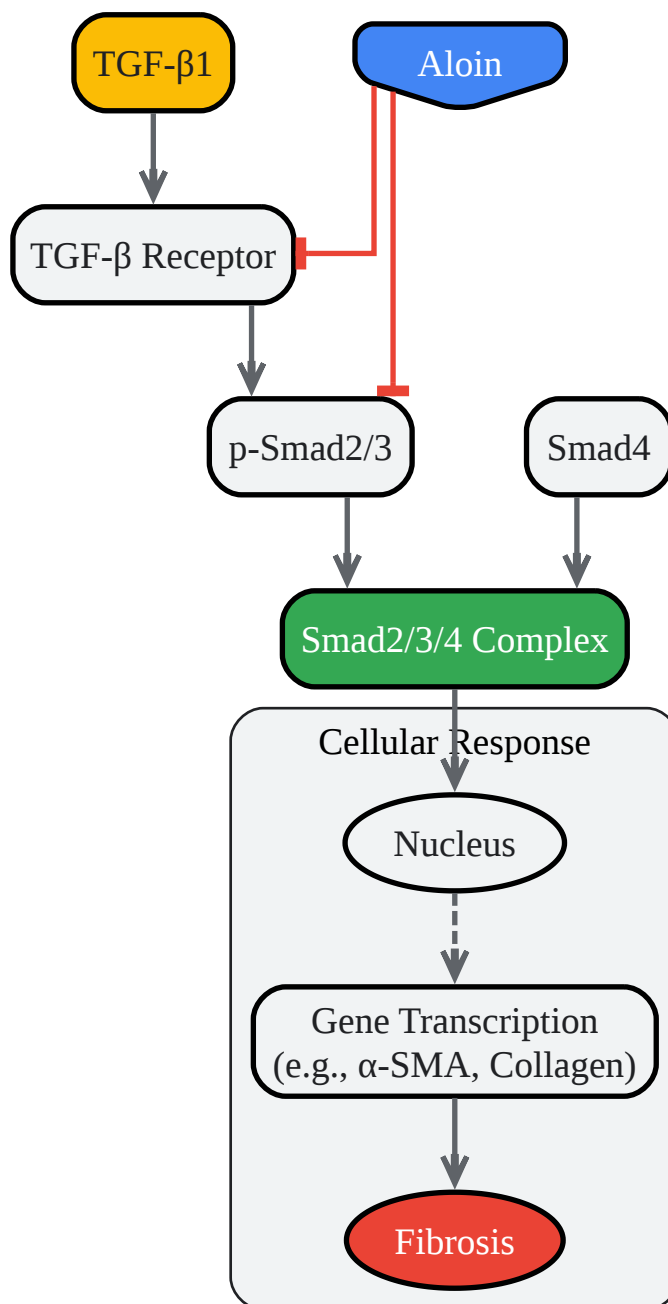 TGF-β1
Aloin
TGF-β Receptor
p-Smad2/3
Smad4
Smad2/3/4 Complex
Cellular Response
Nucleus
Gene Transcription
(e.g., α-SMA, Collagen)
Fibrosis